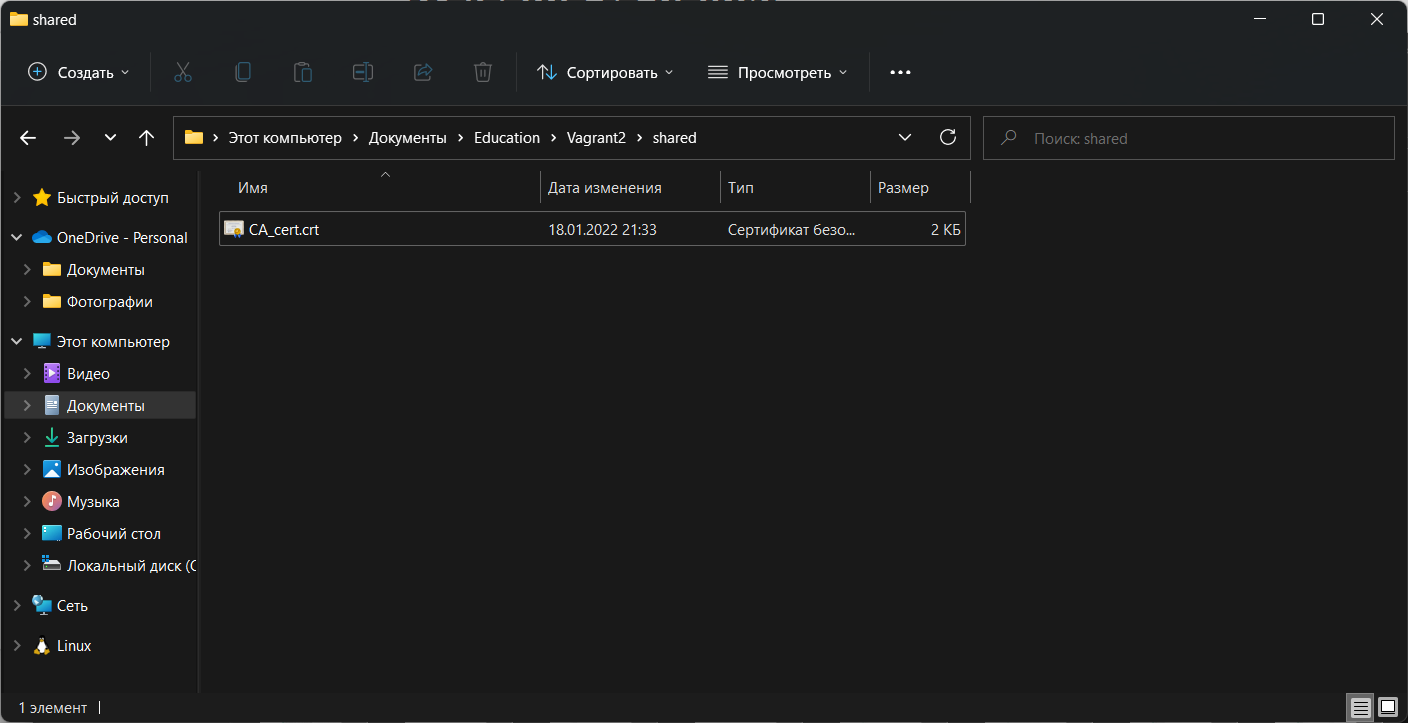 shared
Создать
Сортировать
Просмотреть
Этот компьютер
Документы
Education
Vagrant2
shared
Поиск: shared
Имя
Дата изменения
Тип
Размер
CA_cert.crt
18.01.2022 21:33
Сертификат безо...
2 КБ
Быстрый доступ
OneDrive - Personal
Документы
Фотографии
Этот компьютер
Видео
Документы
Загрузки
Изображения
Музыка
Рабочий стол
Локальный диск (C
Сеть
Linux
1 элемент